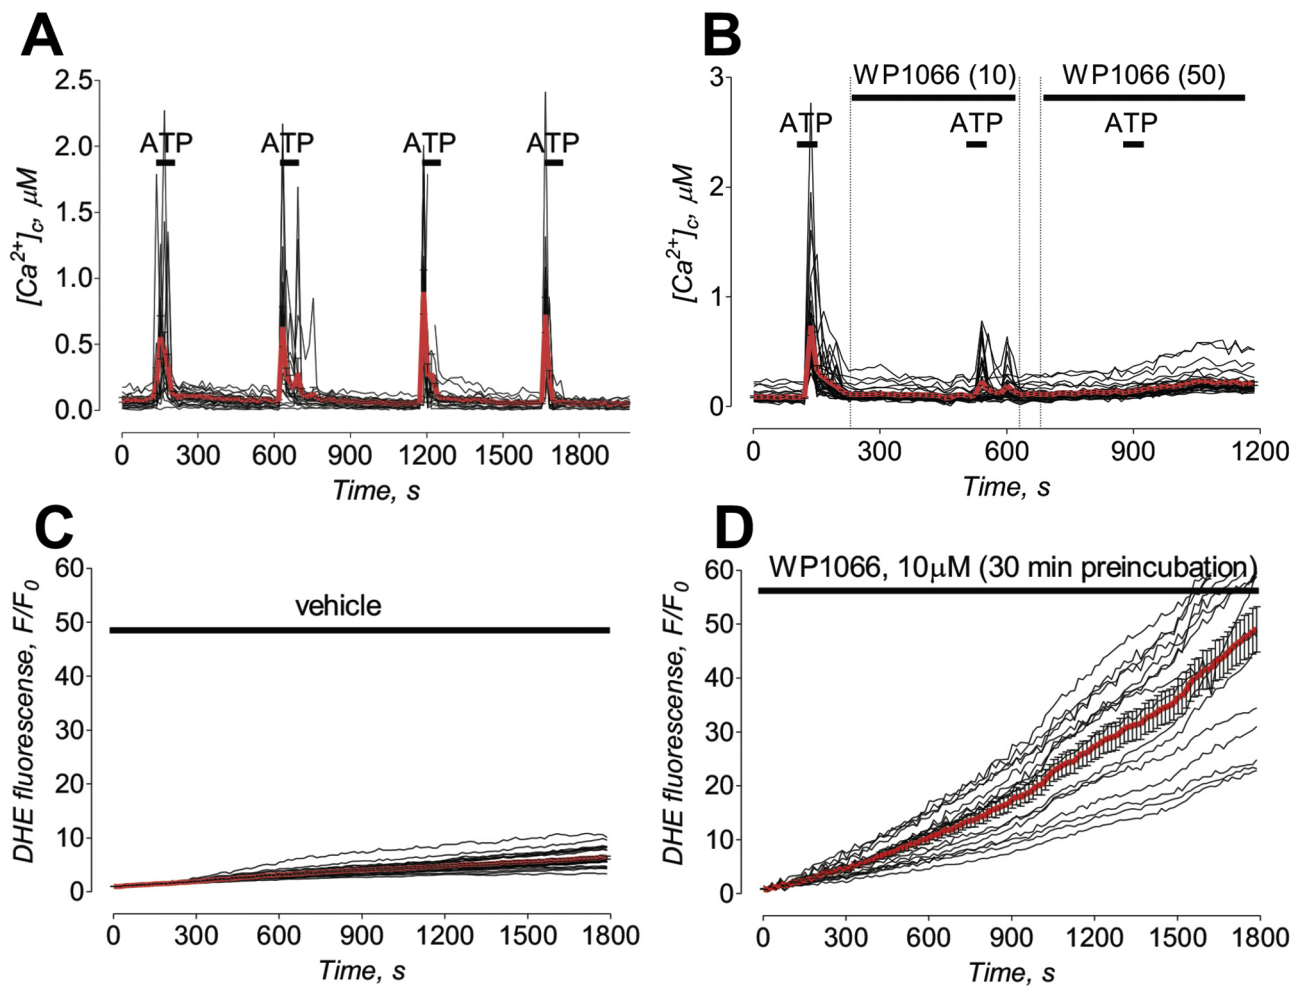 A
2.5
2.0
1.5
1.0
0.5
0.0
[Ca²⁺]c, μM
ATP ATP ATP ATP
0 300 600 900 1200 1500 1800
Time, s
B
3
2
1
0
[Ca²⁺]c, μM
WP1066 (10) WP1066 (50)
ATP ATP ATP
0 300 600 900 1200
Time, s
C
60
50
40
30
20
10
0
DHE fluorescense, F/F₀
vehicle
0 300 600 900 1200 1500 1800
Time, s
D
60
50
40
30
20
10
0
DHE fluorescense, F/F₀
WP1066, 10μM (30 min preincubation)
0 300 600 900 1200 1500 1800
Time, s